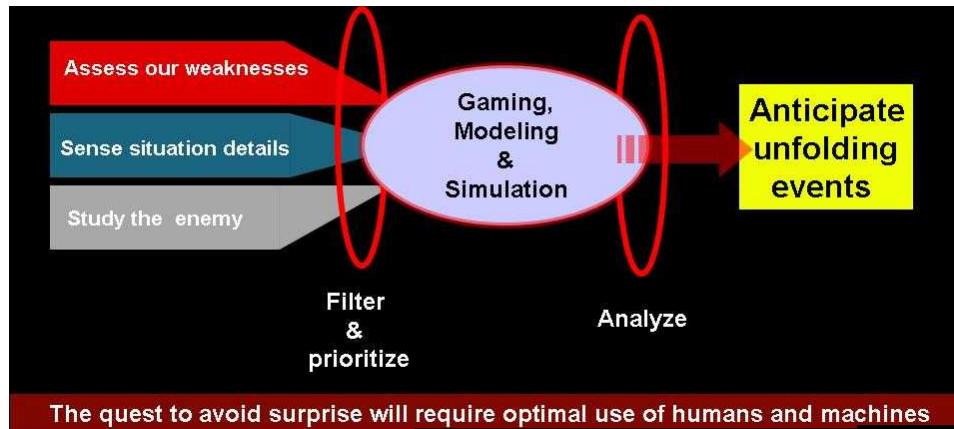 Assess our weaknesses
Sense situation details
Study the enemy
Gaming,
Modeling
&
Simulation
Anticipate
unfolding
events
Filter
&
prioritize
Analyze
The quest to avoid surprise will require optimal use of humans and machines